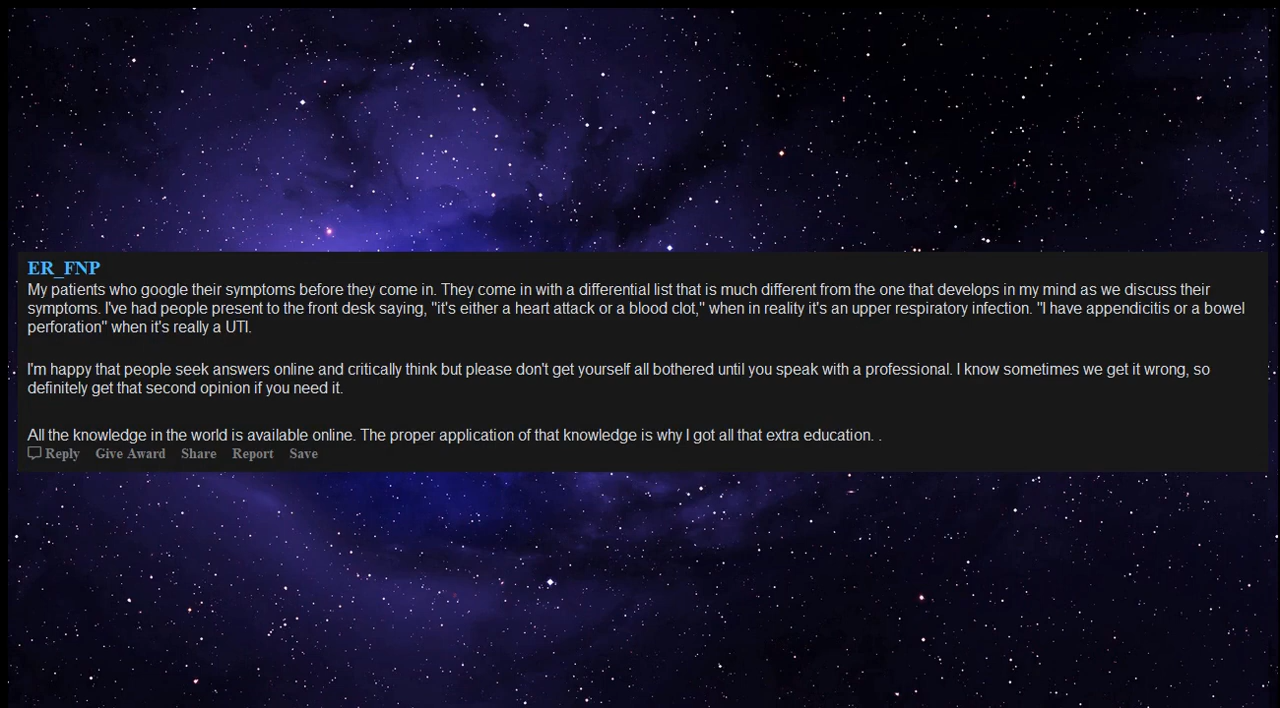 ER_FNP
My patients who google their symptoms before they come in. They come in with a differential list that is much different from the one that develops in my mind as we discuss their
symptoms. I've had people present to the front desk saying, "it's either a heart attack or a blood clot," when in reality it's an upper respiratory infection. "I have appendicitis or a bowel
perforation" when it's really a UTI.
I'm happy that people seek answers online and critically think but please don't get yourself all bothered until you speak with a professional. I know sometimes we get it wrong, so
definitely get that second opinion if you need it.
All the knowledge in the world is available online. The proper application of that knowledge is why I got all that extra education. .
Reply Give Award Share Report Save